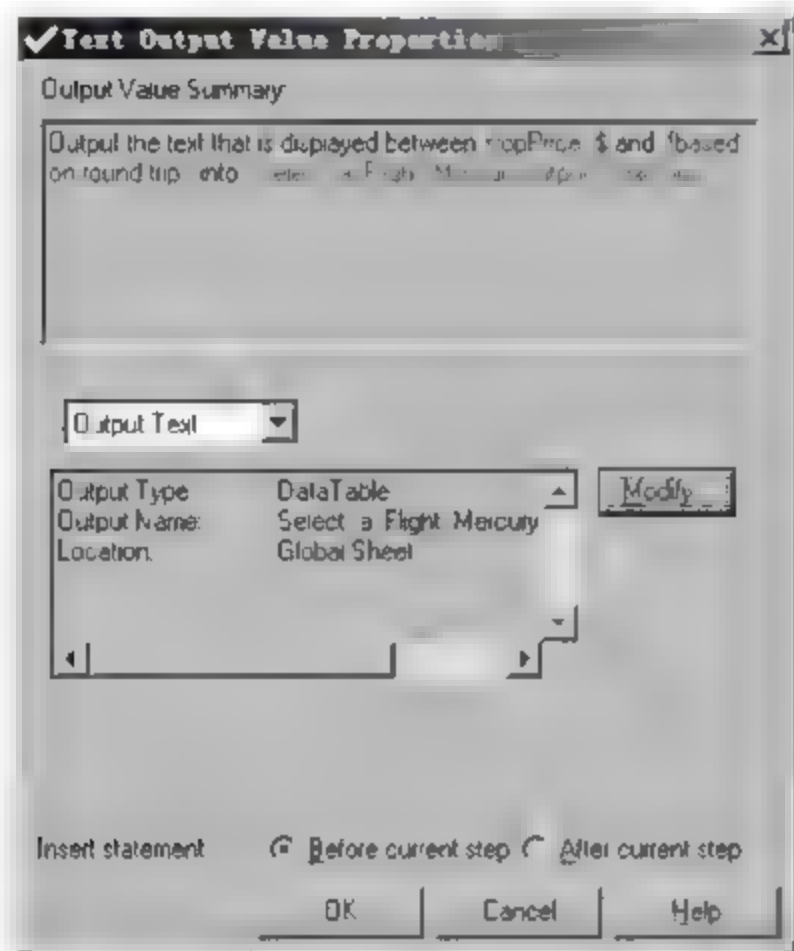 Text Output Value Properties
Output Value Summary
Output the text that is displayed between stopPrice $ and (based
on round trip into
Output Text
Output Type DataTable
Output Name: Select a Flight Mercury
Location: Global Sheet
Modify
Insert statement Before current step After current step
OK Cancel Help